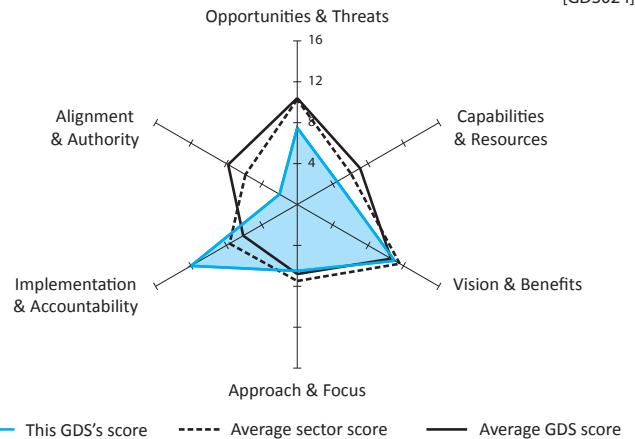 Opportunities & Threats
16
12
8
4
Alignment
& Authority
Capabilities
& Resources
Implementation
& Accountability
Vision & Benefits
Approach & Focus
This GDS's score
Average sector score
Average GDS score